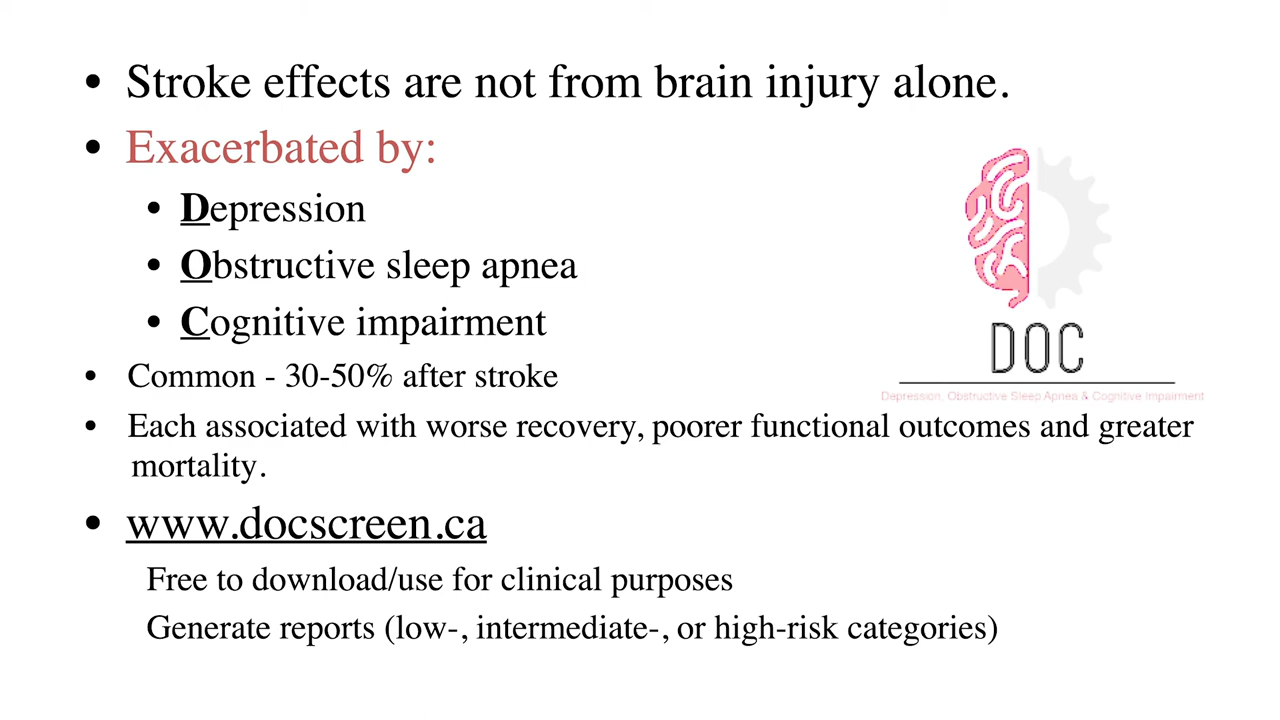 • Stroke effects are not from brain injury alone.
• Exacerbated by:
• Depression
• Obstructive sleep apnea
• Cognitive impairment
• Common - 30-50% after stroke
• Each associated with worse recovery, poorer functional outcomes and greater
mortality.
• www.docscreen.ca
Free to download/use for clinical purposes
Generate reports (low-, intermediate-, or high-risk categories)
DOC
Depression, Obstructive Sleep Apnea & Cognitive Impairment